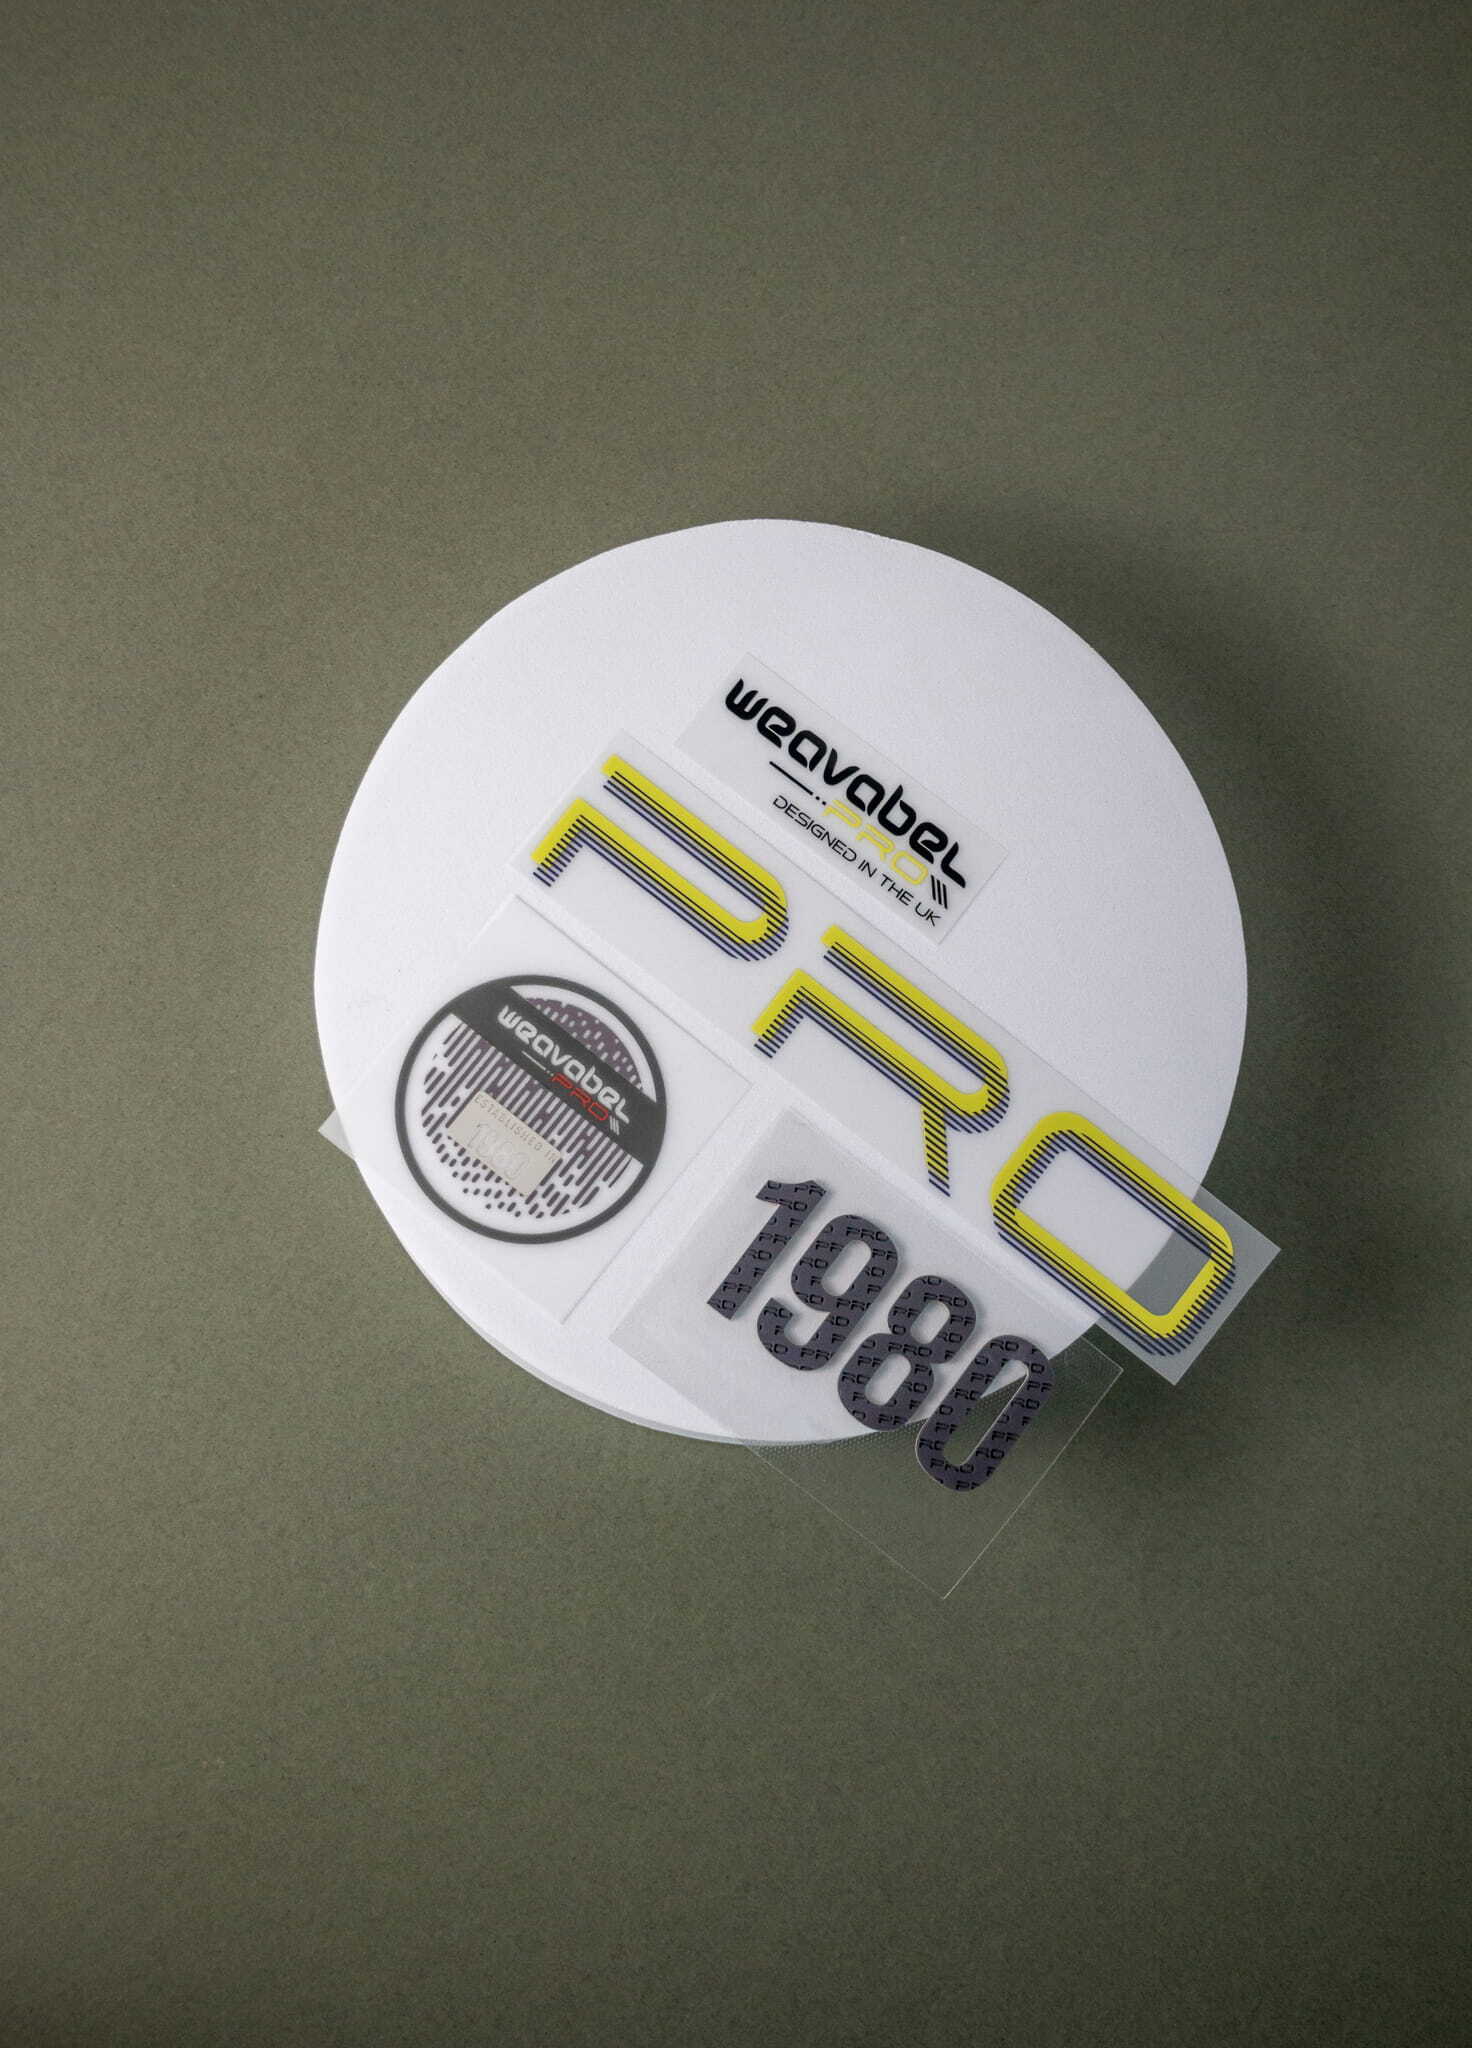 weavabel
PRO
DESIGNED IN THE UK
PRO
weavabel
PRO
ESTABLISHED IN
1980
1980